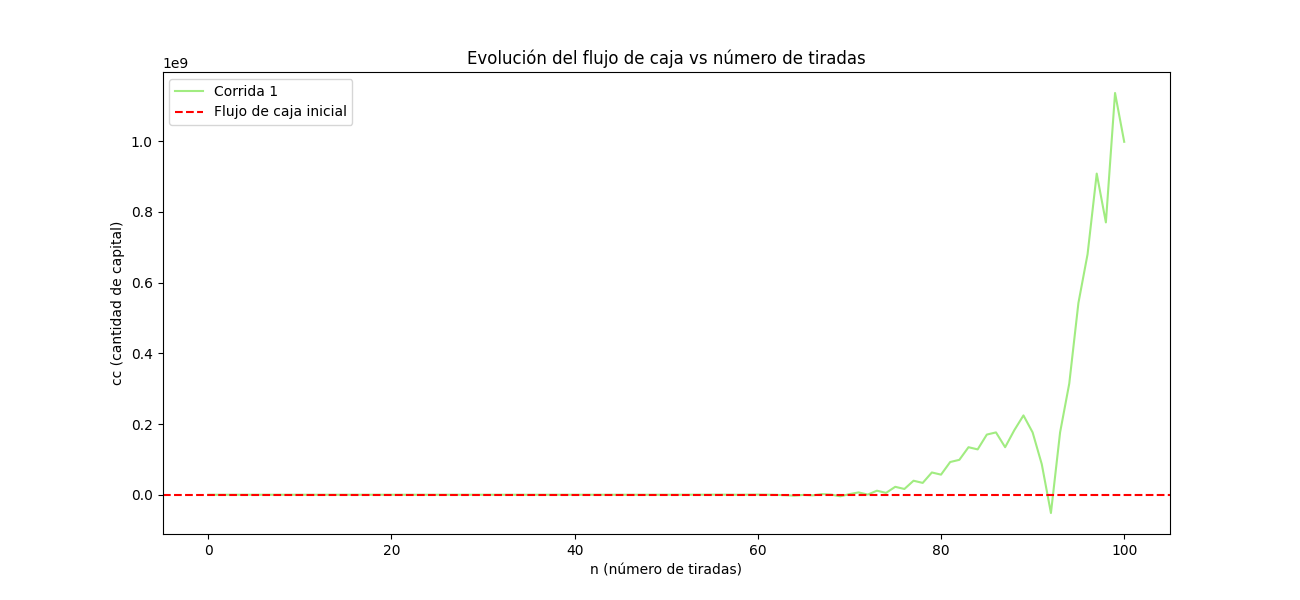 Evolución del flujo de caja vs número de tiradas
1e9
Corrida 1
Flujo de caja inicial
cc (cantidad de capital)
1.0
0.8
0.6
0.4
0.2
0.0
0 20 40 60 80 100
n (número de tiradas)